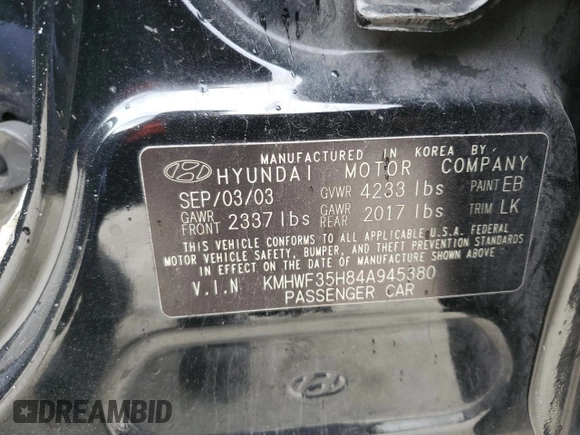 MANUFACTURED IN KOREA BY:
HYUNDAI MOTOR COMPANY
SEP/03/03 GVWR 4233 lbs PAINT EB
GAWR FRONT 2337 lbs GAWR REAR 2017 lbs TRIM LK
THIS VEHICLE CONFORMS TO ALL APPLICABLE U.S.A. FEDERAL
MOTOR VEHICLE SAFETY, BUMPER, AND THEFT PREVENTION STANDARDS
IN EFFECT ON THE DATE OF MANUFACTURE SHOWN ABOVE.
V.I.N KMHWF35H84A945380
PASSENGER CAR
DREAMBID